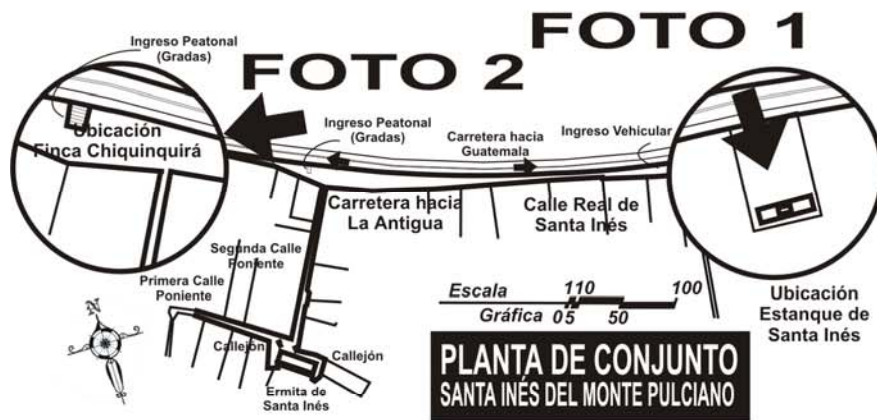 FOTO 1
FOTO 2
Ingreso Peatonal
(Gradas)
Ubicación
Finca Chiquinquirá
Ingreso Peatonal
(Gradas)
Carretera hacia
Guatemala
Ingreso Vehicular
Carretera hacia
La Antigua
Calle Real de
Santa Inés
Segunda Calle
Poniente
Primera Calle
Poniente
Callejón
Callejón
Ermita de
Santa Inés
N
Escala
Gráfica
110
100
0 5
50
Ubicación
Estanque de
Santa Inés
PLANTA DE CONJUNTO
SANTA INÉS DEL MONTE PULCIANO